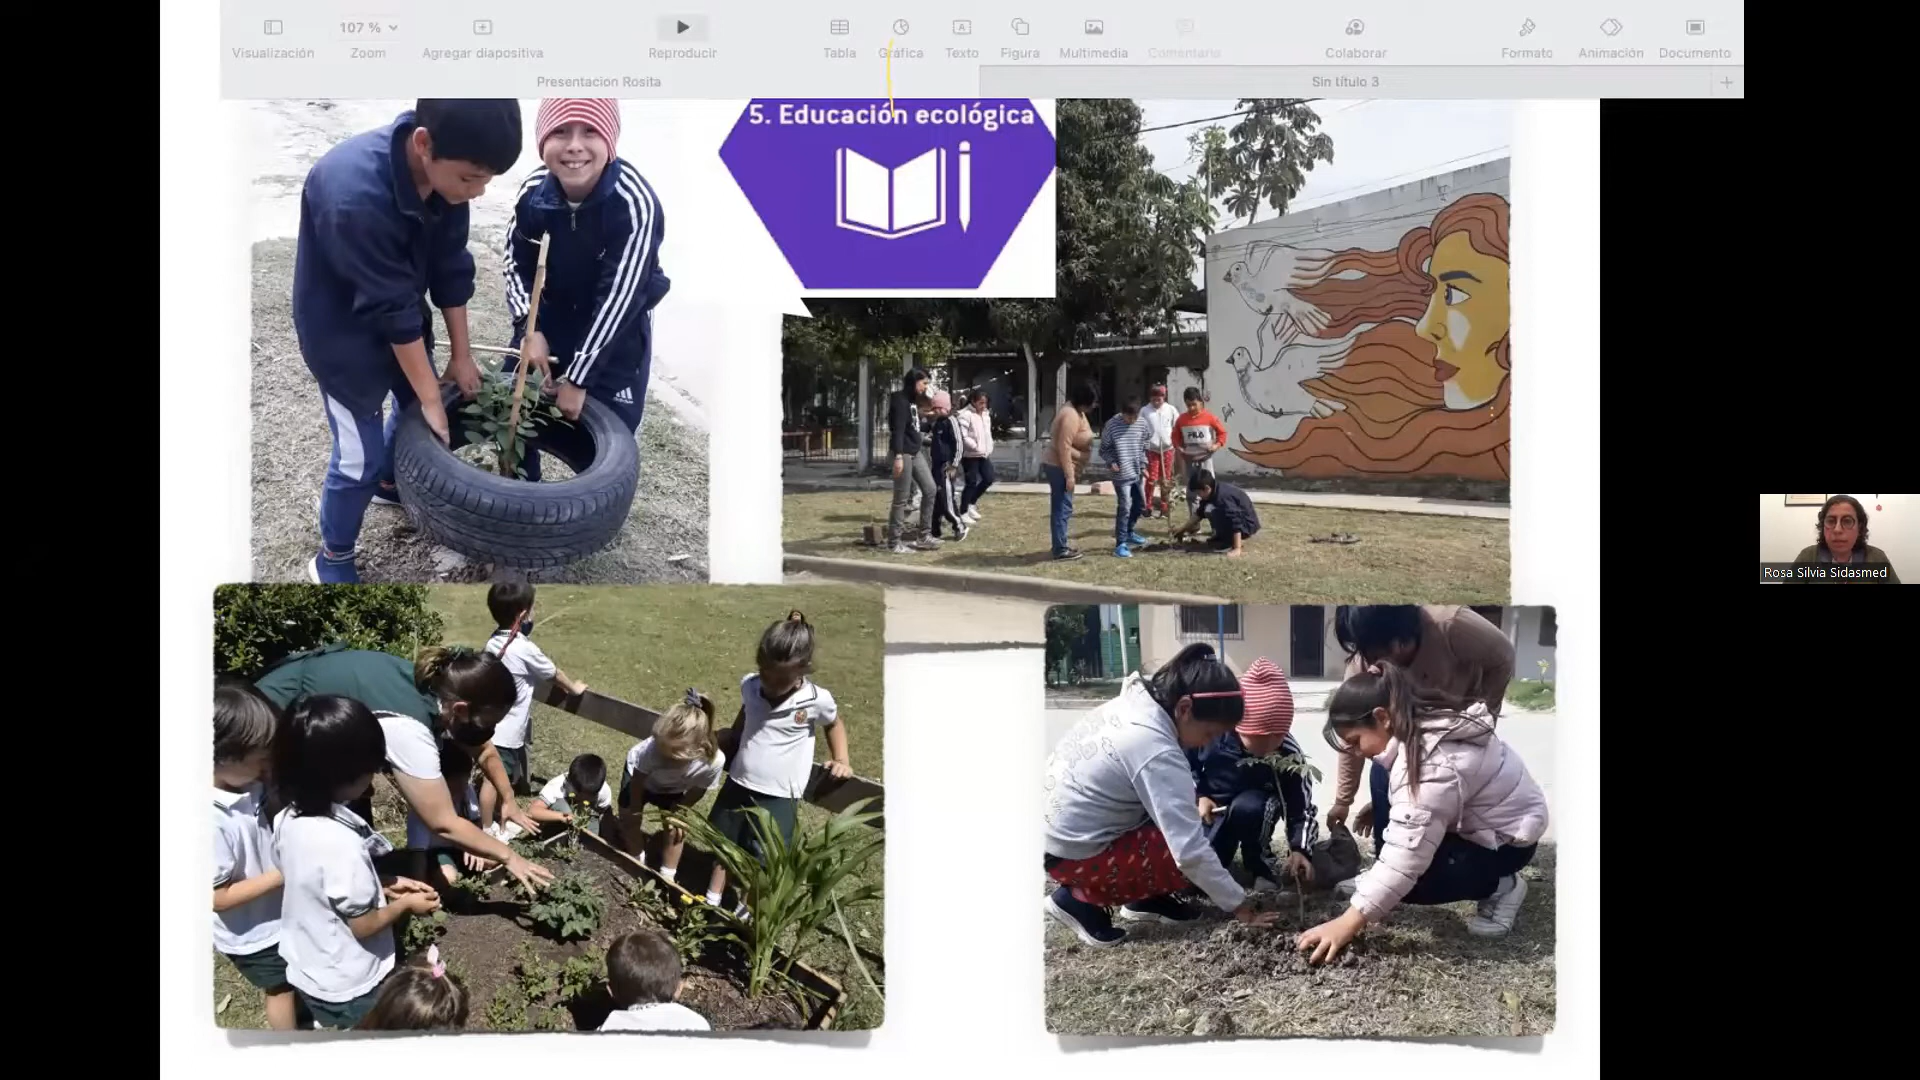 Visualización
107 %
Zoom
Agregar diapositiva
Reproducir
Tabla
Gráfica
Texto
Figura
Multimedia
Comentario
Colaborar
Formato
Animación
Documento
Presentacion Rosita
Sin título 3
5. Educación ecológica
FILA
Rosa Silvia Sidasmed